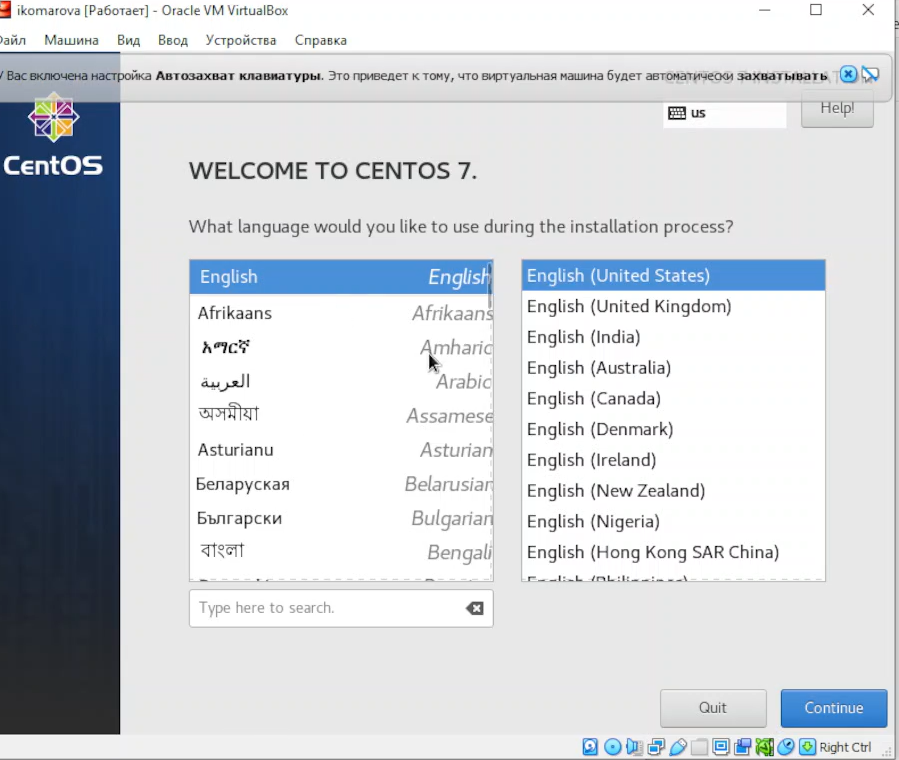 ikomarova [Работает] - Oracle VM VirtualBox
Файл Машина Вид Ввод Устройства Справка
У Вас включена настройка Автозахват клавиатуры. Это приведет к тому, что виртуальная машина будет автоматически захватывать
us
Help!
CentOS
WELCOME TO CENTOS 7.
What language would you like to use during the installation process?
English English
Afrikaans Afrikaans
አማርኛ Amharic
العربية Arabic
অসমীয়া Assamese
Asturianu Asturian
Беларуская Belarusian
Български Bulgarian
বাংলা Bengali
English (United States)
English (United Kingdom)
English (India)
English (Australia)
English (Canada)
English (Denmark)
English (Ireland)
English (New Zealand)
English (Nigeria)
English (Hong Kong SAR China)
English (Philippines)
Type here to search.
Quit Continue
Right Ctrl